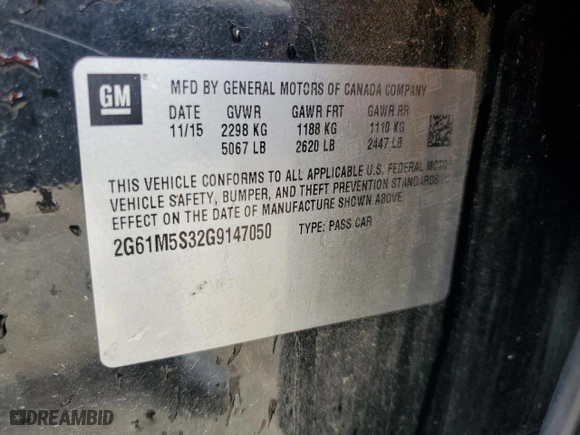 GM
MFD BY GENERAL MOTORS OF CANADA COMPANY
DATE GVWR GAWR FRT GAWR RR
11/15 2298 KG 1188 KG 1110 KG
5067 LB 2620 LB 2447 LB
THIS VEHICLE CONFORMS TO ALL APPLICABLE U.S. FEDERAL MOTO
VEHICLE SAFETY, BUMPER, AND THEFT PREVENTION STANDARDS
EFFECT ON THE DATE OF MANUFACTURE SHOWN ABOVE.
2G61M5S32G9147050 TYPE: PASS CAR
DREAMBID